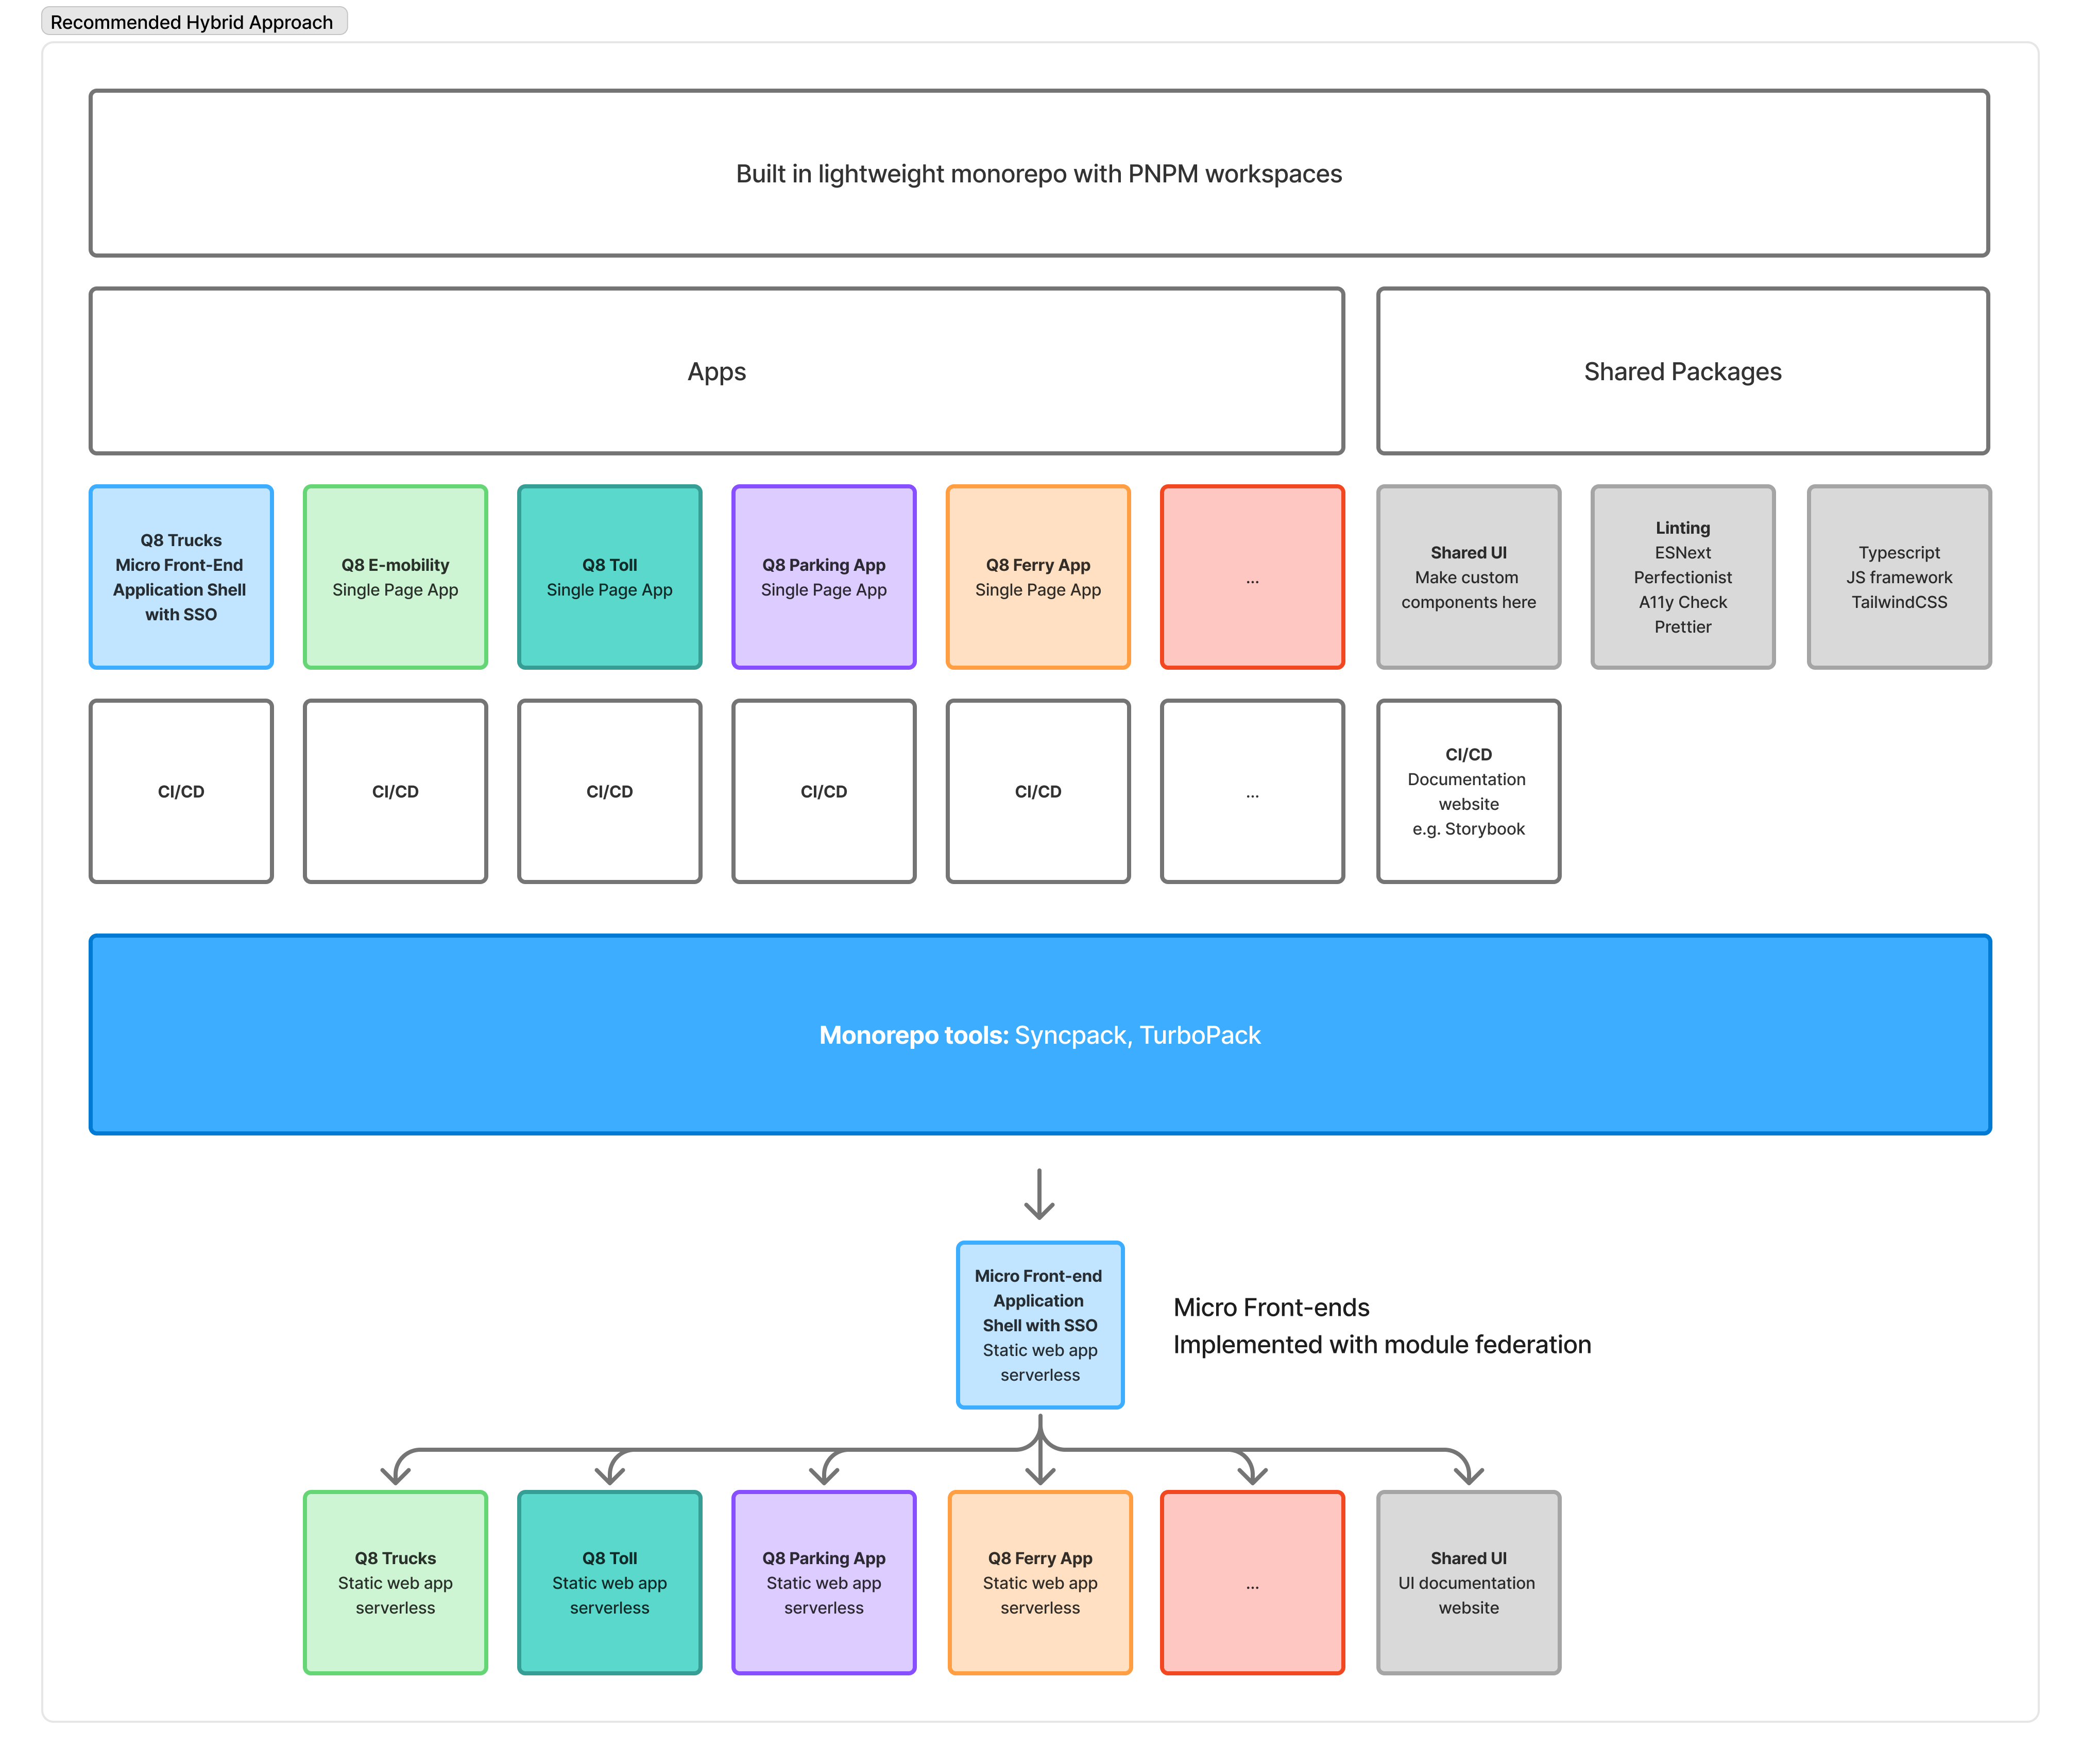 Recommended Hybrid Approach
Built in lightweight monorepo with PNPM workspaces
Apps
Shared Packages
Q8 Trucks
Micro Front-End
Application Shell
with SSO
Q8 E-mobility
Single Page App
Q8 Toll
Single Page App
Q8 Parking App
Single Page App
Q8 Ferry App
Single Page App
...
Shared UI
Make custom
components here
Linting
ESNext
Perfectionist
A11y Check
Prettier
Typescript
JS framework
TailwindCSS
CI/CD
CI/CD
CI/CD
CI/CD
CI/CD
...
CI/CD
Documentation
website
e.g. Storybook
Monorepo tools: Syncpack, TurboPack
Micro Front-end
Application
Shell with SSO
Static web app
serverless
Micro Front-ends
Implemented with module federation
Q8 Trucks
Static web app
serverless
Q8 Toll
Static web app
serverless
Q8 Parking App
Static web app
serverless
Q8 Ferry App
Static web app
serverless
...
Shared UI
UI documentation
website